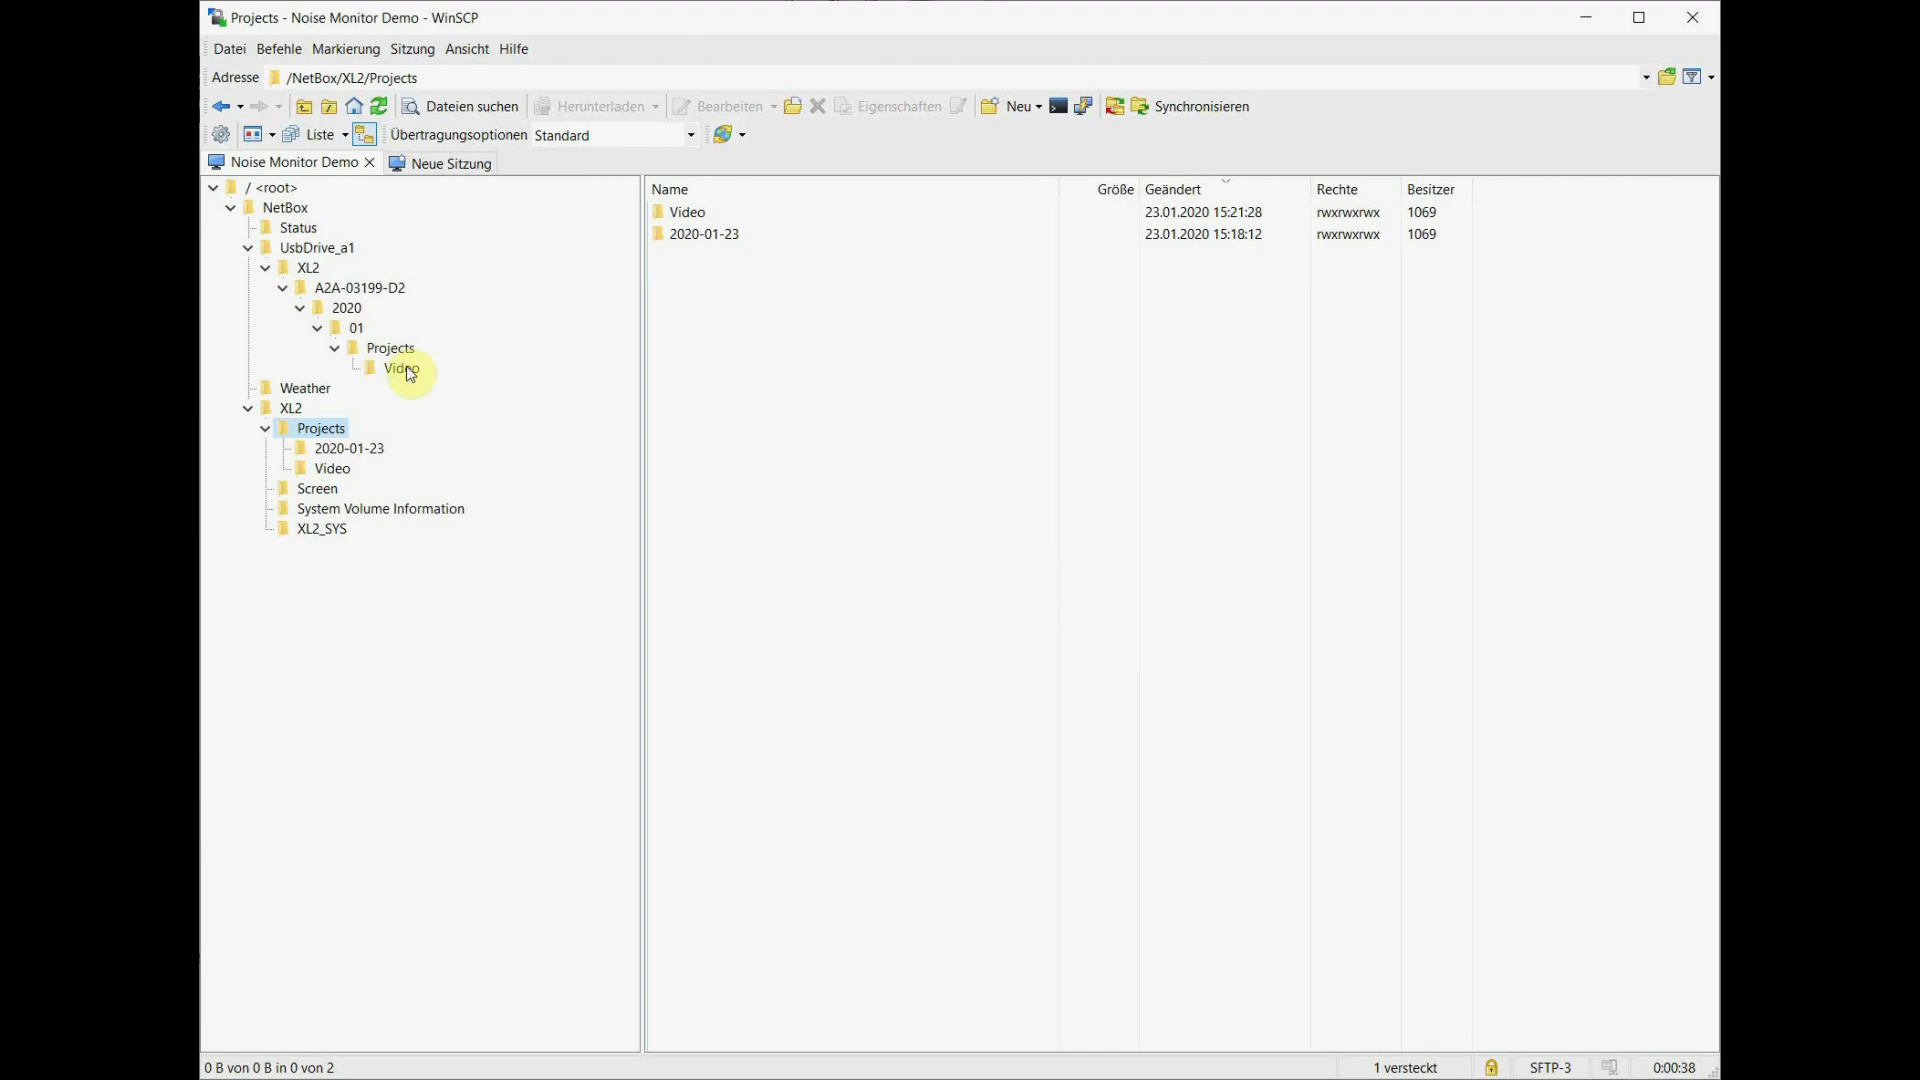 Projects - Noise Monitor Demo - WinSCP
Datei Befehle Markierung Sitzung Ansicht Hilfe
Adresse /NetBox/XL2/Projects
Dateien suchen Herunterladen Bearbeiten Eigenschaften Neu Synchronisieren
Liste Übertragungsoptionen Standard
Noise Monitor Demo Neue Sitzung
/ <root>
NetBox
Status
UsbDrive_a1
XL2
A2A-03199-D2
2020
01
Projects
Video
Weather
XL2
Projects
2020-01-23
Video
Screen
System Volume Information
XL2_SYS
Name Größe Geändert Rechte Besitzer
Video 23.01.2020 15:21:28 rwxrwxrwx 1069
2020-01-23 23.01.2020 15:18:12 rwxrwxrwx 1069
0 B von 0 B in 0 von 2 1 versteckt SFTP-3 0:00:38